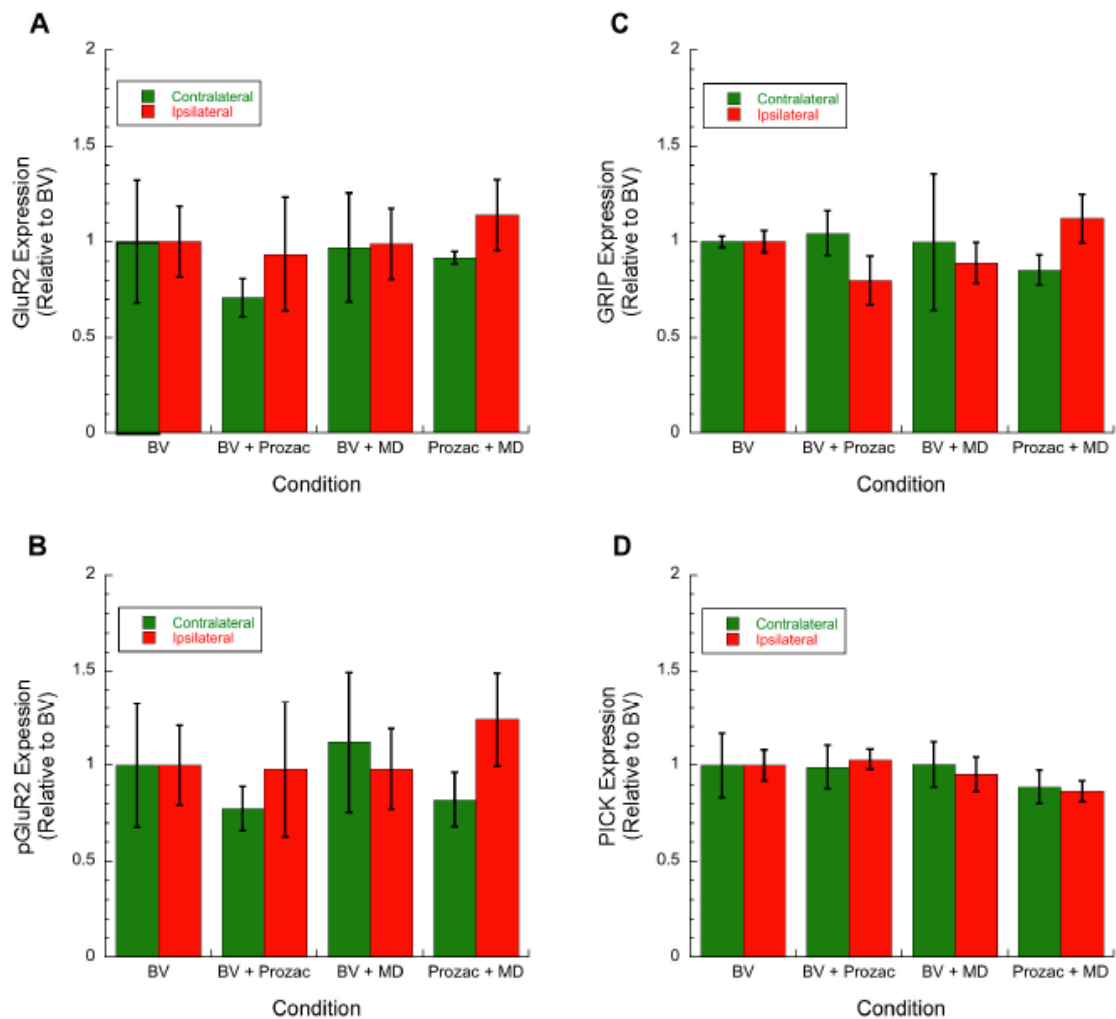 A
2
1.5
1
0.5
0
GluR2 Expression
(Relative to BV)
Contralateral
Ipsilateral
BV
BV + Prozac
BV + MD
Prozac + MD
Condition
C
2
1.5
1
0.5
0
GRIP Expression
(Relative to BV)
Contralateral
Ipsilateral
BV
BV + Prozac
BV + MD
Prozac + MD
Condition
B
2
1.5
1
0.5
0
pGluR2 Expession
(Relative to BV)
Contralateral
Ipsilateral
BV
BV + Prozac
BV + MD
Prozac + MD
Condition
D
2
1.5
1
0.5
0
PICK Expression
(Relative to BV)
Contralateral
Ipsilateral
BV
BV + Prozac
BV + MD
Prozac + MD
Condition